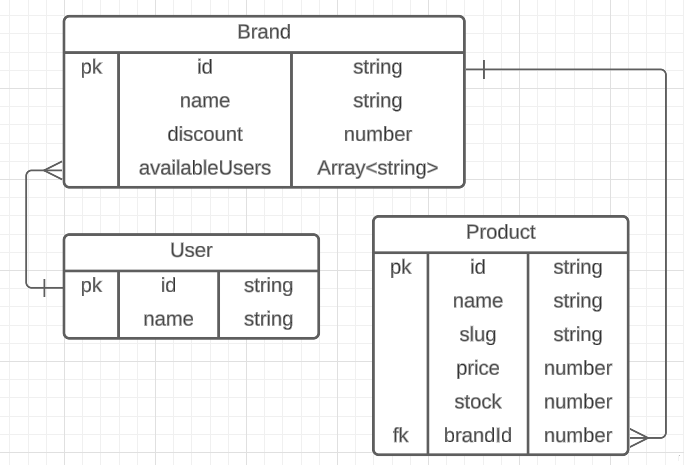 Brand
pk id string
name string
discount number
availableUsers Array<string>
User
pk id string
name string
Product
pk id string
name string
slug string
price number
stock number
fk brandId number